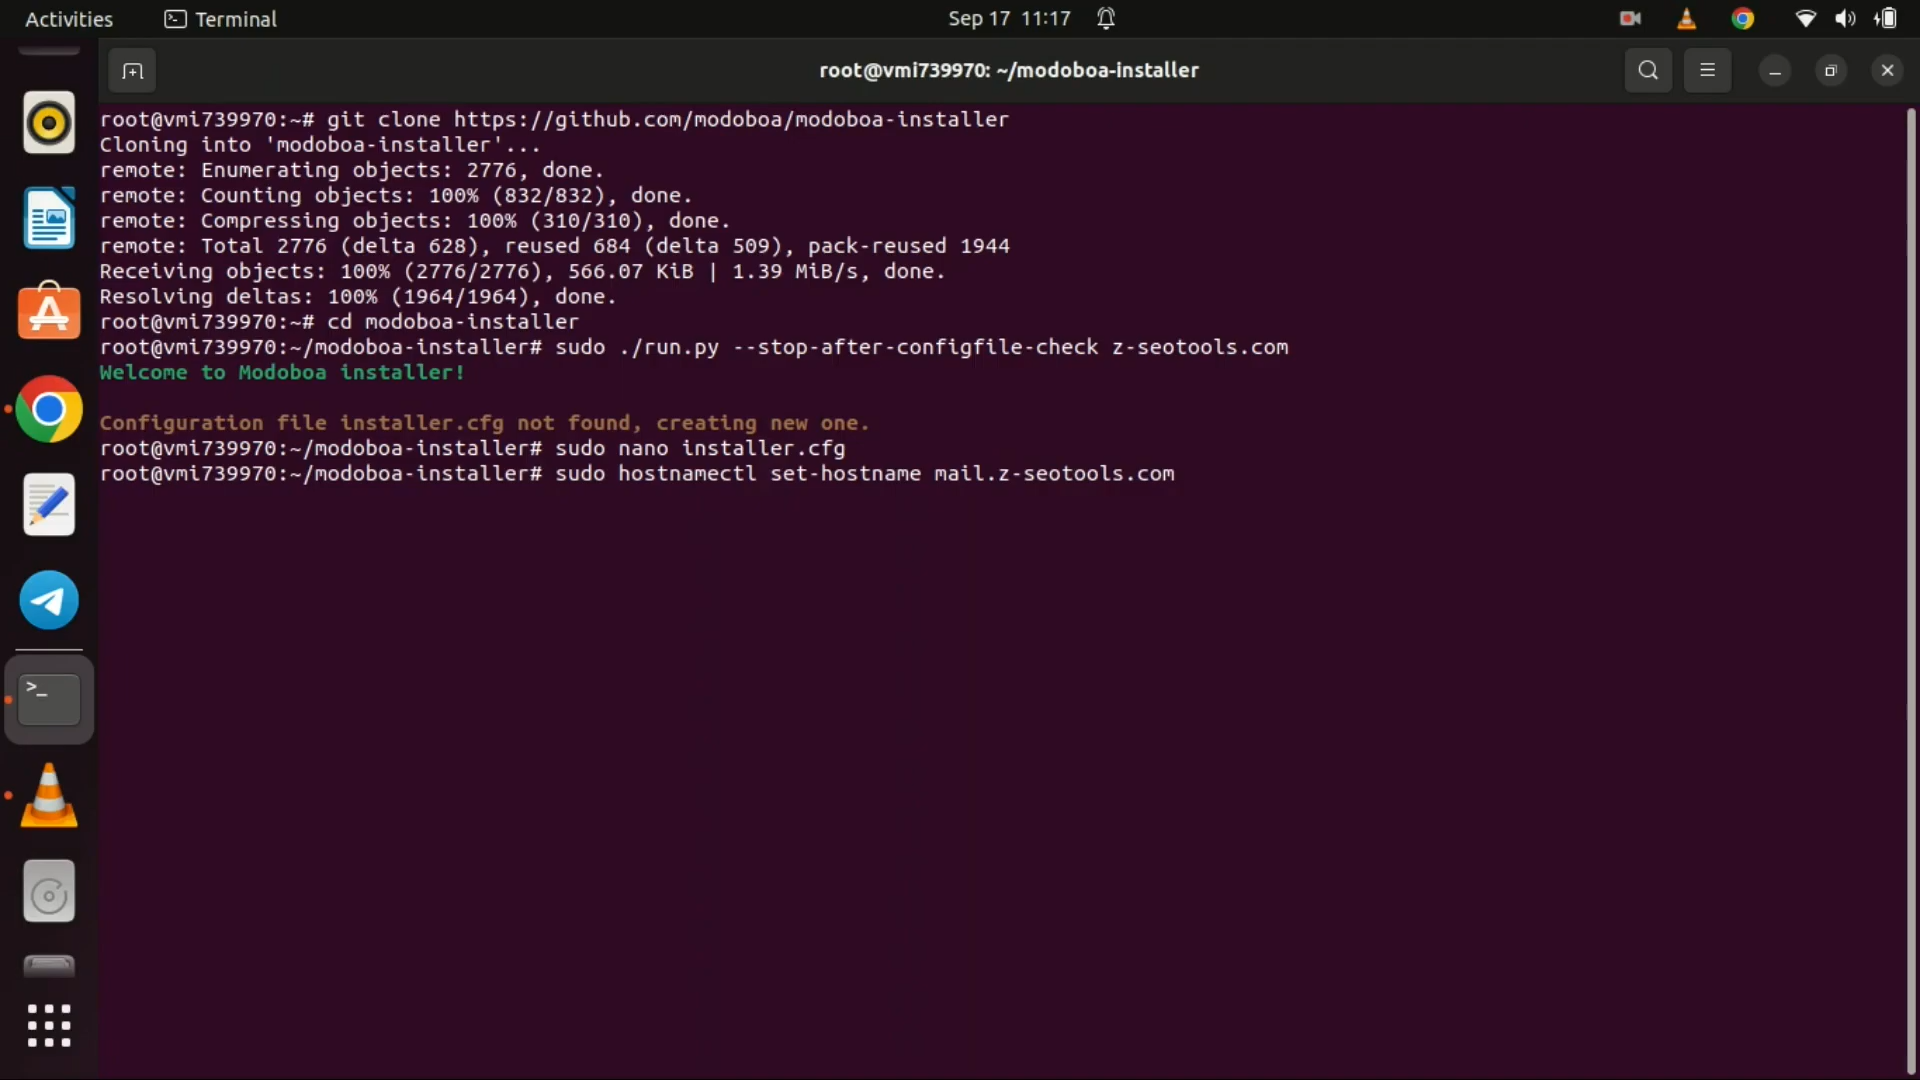 Activities
Terminal
Sep 17 11:17
root@vmi739970: ~/modoboa-installer
root@vmi739970:~# git clone https://github.com/modoboa/modoboa-installer
Cloning into 'modoboa-installer'...
remote: Enumerating objects: 2776, done.
remote: Counting objects: 100% (832/832), done.
remote: Compressing objects: 100% (310/310), done.
remote: Total 2776 (delta 628), reused 684 (delta 509), pack-reused 1944
Receiving objects: 100% (2776/2776), 566.07 KiB | 1.39 MiB/s, done.
Resolving deltas: 100% (1964/1964), done.
root@vmi739970:~# cd modoboa-installer
root@vmi739970:~/modoboa-installer# sudo ./run.py --stop-after-configfile-check z-seotools.com
Welcome to Modoboa installer!
Configuration file installer.cfg not found, creating new one.
root@vmi739970:~/modoboa-installer# sudo nano installer.cfg
root@vmi739970:~/modoboa-installer# sudo hostnamectl set-hostname mail.z-seotools.com